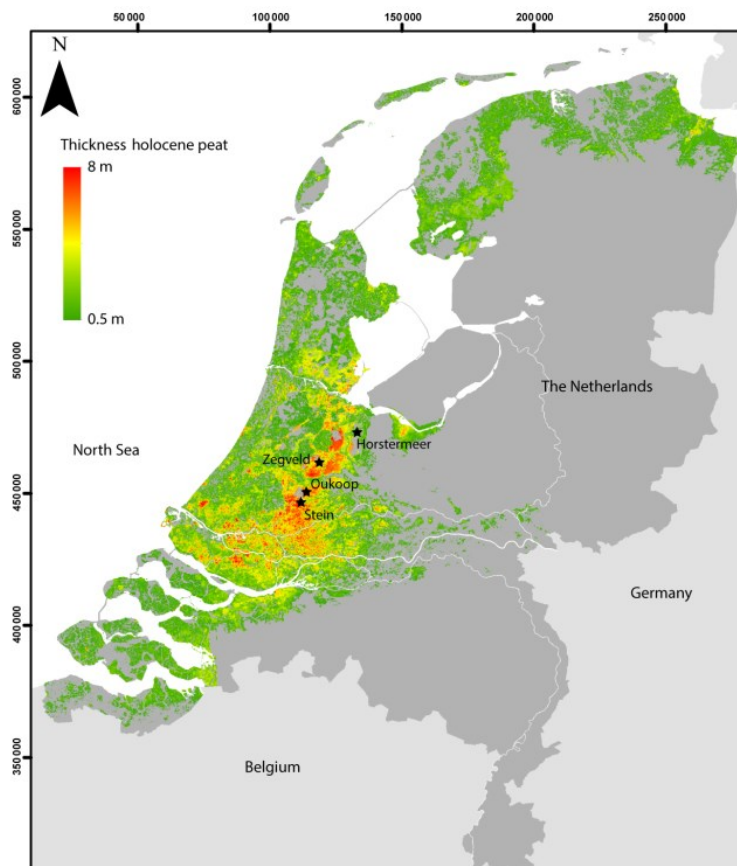 50 000 100 000 150 000 200 000 250 000
N
600 000
Thickness holocene peat
8 m
0.5 m
550 000
500 000
The Netherlands
North Sea
Horstermeer
Zegveld
Oukoop
450 000
Stein
Germany
400 000
350 000
Belgium